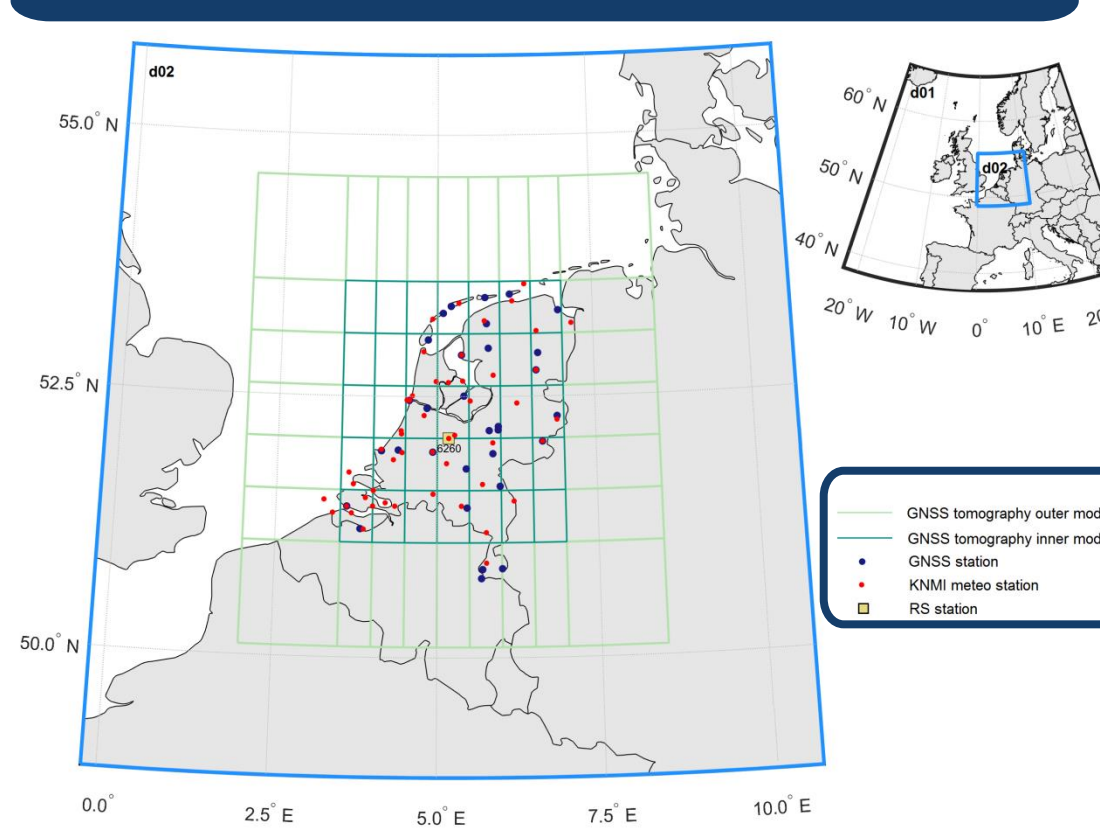 d02
55.0° N
52.5° N
50.0° N
0.0°
2.5° E
5.0° E
7.5° E
10.0° E
6260
d01
d02
60° N
50° N
40° N
20° W
10° W
0°
10° E
20
GNSS tomography outer mod
GNSS tomography inner mod
GNSS station
KNMI meteo station
RS station